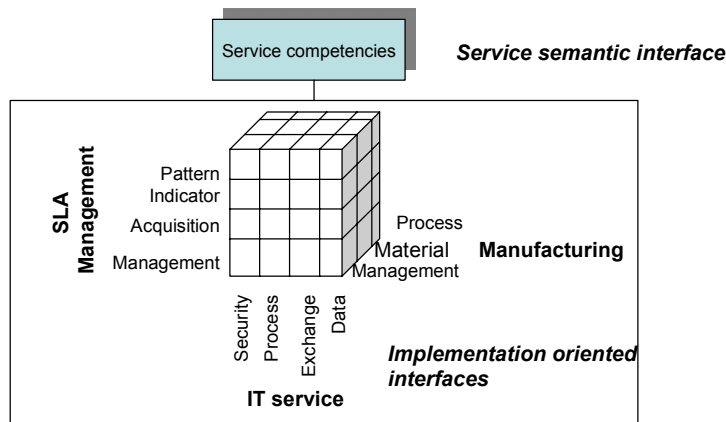 Service competencies
Service semantic interface
SLA
Management
Pattern
Indicator
Acquisition
Management
Process
Material
Management
Manufacturing
Security
Process
Exchange
Data
IT service
Implementation oriented
interfaces